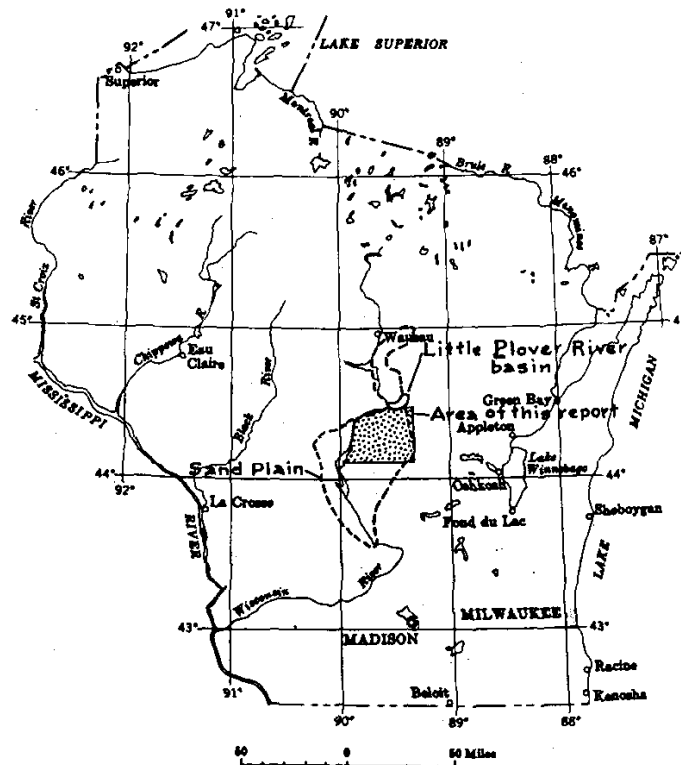 91°
47°
92°
LAKE SUPERIOR
Superior
Montreal R
90°
89°
Brule R
88°
46°
46°
Menominee
R
87°
River
St Croix
45°
Chippewa R
Eau
Claire
Wausau
Little Plover River
basin
Green Bay
Area of this report
Appleton
MICHIGAN
MISSISSIPPI
Black River
Lake
Winnebago
Sand Plain
44°
92°
Oshkosh
44°
La Crosse
Fond du Lac
Sheboygan
RIVER
LAKE
Wisconsin River
MILWAUKEE
43°
43°
MADISON
Racine
Beloit
Kenosha
91°
90°
89°
88°
50 0 50 Miles